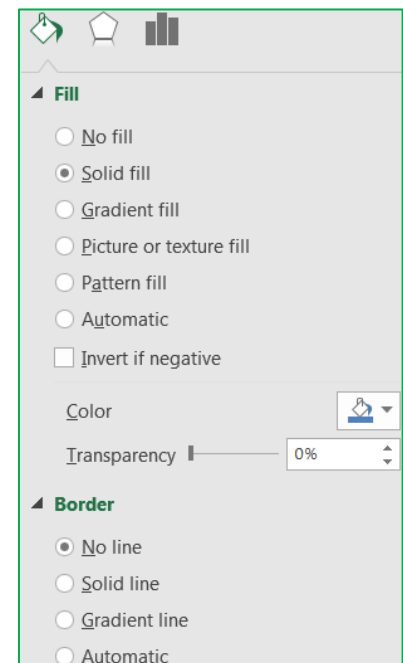 Fill
No fill
Solid fill
Gradient fill
Picture or texture fill
Pattern fill
Automatic
Invert if negative
Color
Transparency 0%
Border
No line
Solid line
Gradient line
Automatic